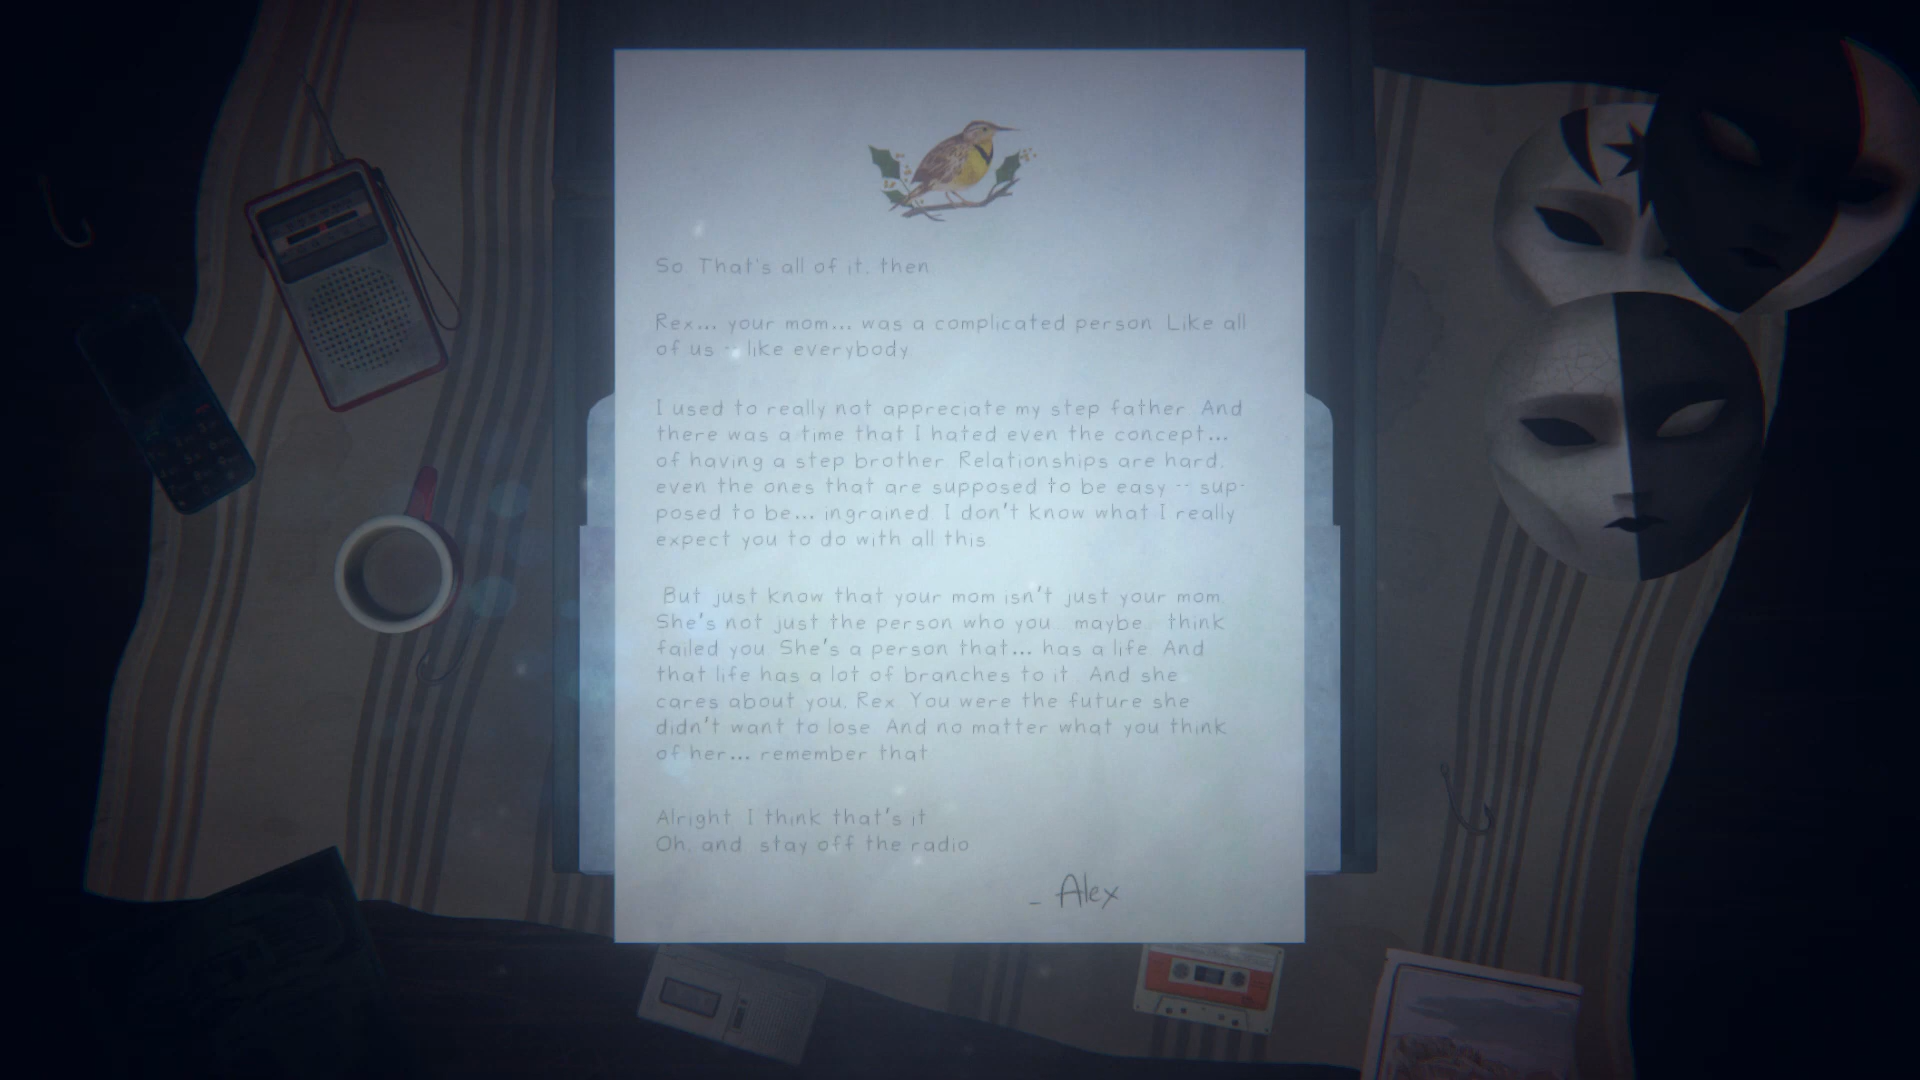 So. That's all of it, then.
Rex... your mom... was a complicated person. Like all
of us -- like everybody.
I used to really not appreciate my step father. And
there was a time that I hated even the concept...
of having a step brother. Relationships are hard,
even the ones that are supposed to be easy -- sup-
posed to be... ingrained. I don't know what I really
expect you to do with all this.
But just know that your mom isn't just your mom.
She's not just the person who you, maybe, think
failed you. She's a person that... has a life. And
that life has a lot of branches to it. And she
cares about you, Rex. You were the future she
didn't want to lose. And no matter what you think
of her... remember that.
Alright. I think that's it.
Oh, and, stay off the radio.
- Alex